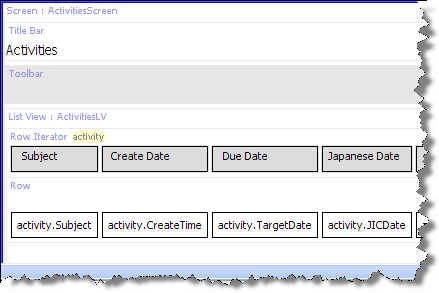 Screen : ActivitiesScreen
Title Bar
Activities
Toolbar
List View : ActivitiesLV
Row Iterator activity
Subject Create Date Due Date Japanese Date
Row
activity.Subject activity.CreateTime activity.TargetDate activity.JICDate